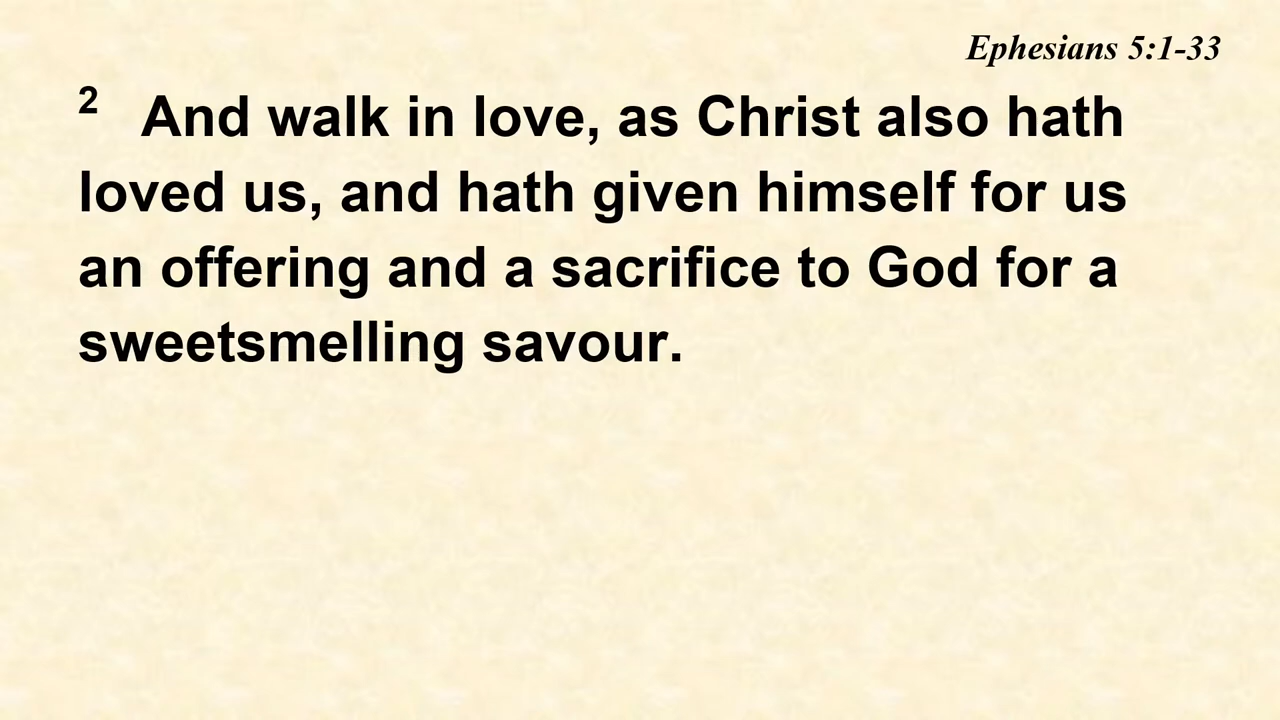 Ephesians 5:1-33
2 And walk in love, as Christ also hath
loved us, and hath given himself for us
an offering and a sacrifice to God for a
sweetsmelling savour.